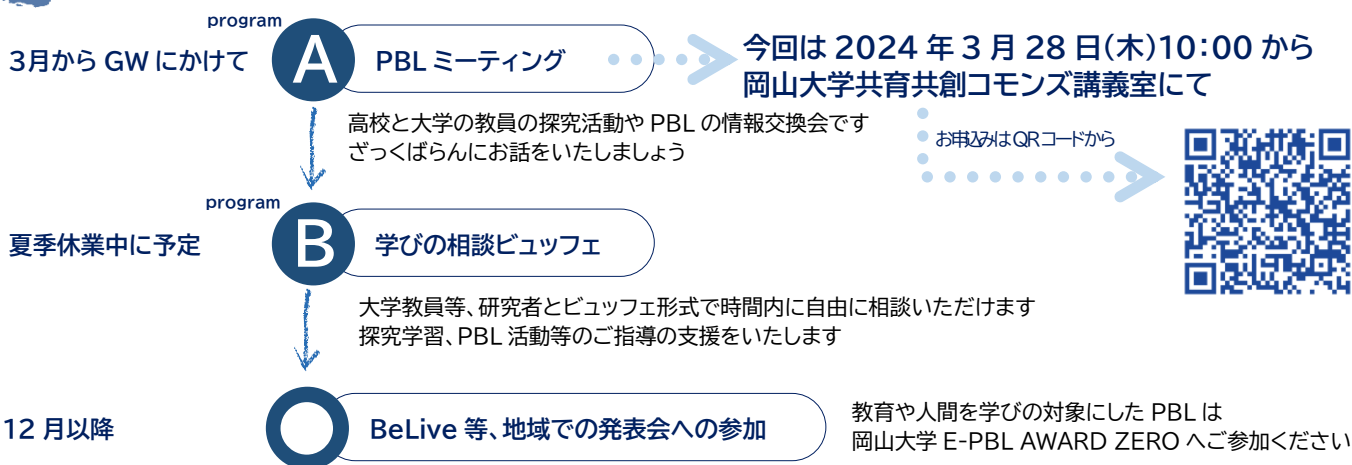 program
3月から GW にかけて
A
PBL ミーティング
今回は 2024 年 3 月 28 日(木)10:00 から
岡山大学共育共創コモンズ講義室にて
高校と大学の教員の探究活動や PBL の情報交換会です
ざっくばらんにお話をいたしましょう
お申込みは QR コードから
program
夏季休業中に予定
B
学びの相談ビュッフェ
大学教員等、研究者とビュッフェ形式で時間内に自由に相談いただけます
探究学習、PBL 活動等のご指導の支援をいたします
12 月以降
BeLive 等、地域での発表会への参加
教育や人間を学びの対象にした PBL は
岡山大学 E-PBL AWARD ZERO へご参加ください